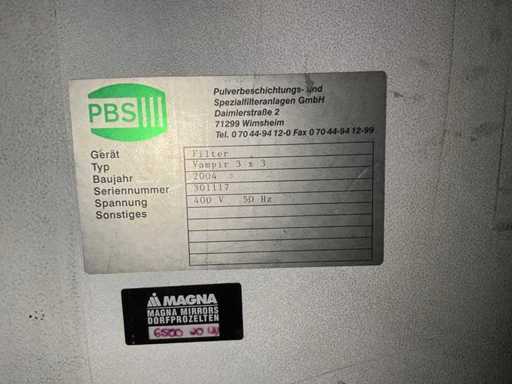 PBS
Pulverbeschichtungs- und
Spezialfilteranlagen GmbH
Daimlerstraße 2
71299 Wimsheim
Tel. 0 70 44-94 12-0 Fax 0 70 44-94 12-99
Gerät Filter
Typ Vampir 3 x 3
Baujahr 2004
Seriennummer 301117
Spannung 400 V 50 Hz
Sonstiges
MAGNA
MAGNA MIRRORS
DORFPROZELTEN